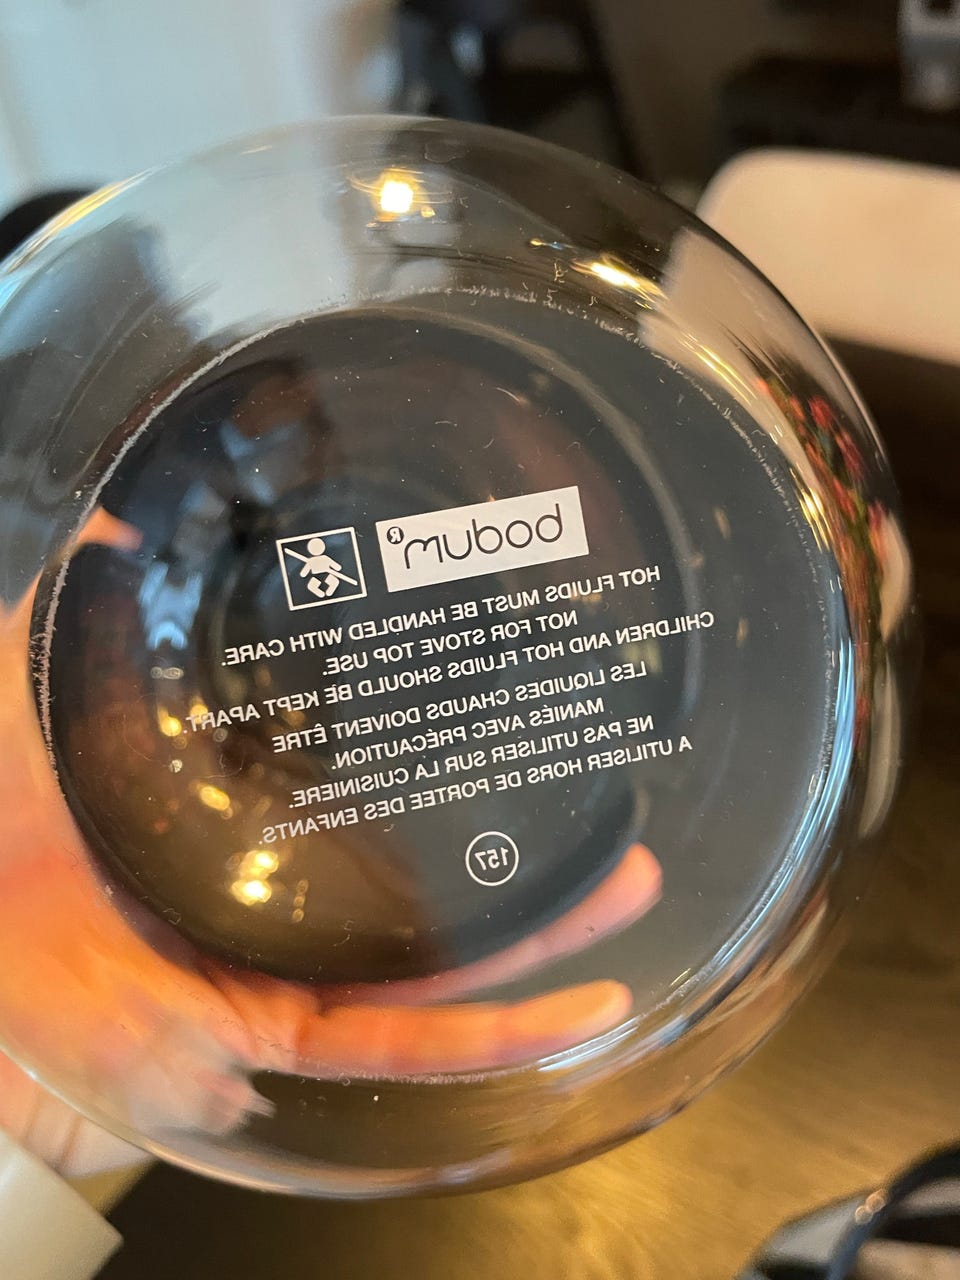 bodum®
HOT FLUIDS MUST BE HANDLED WITH CARE.
NOT FOR STOVE TOP USE.
CHILDREN AND HOT FLUIDS SHOULD BE KEPT APART.
LES LIQUIDES CHAUDS DOIVENT ÊTRE
MANIÉS AVEC PRÉCAUTION.
NE PAS UTILISER SUR LA CUISINIERE.
A UTILISER HORS DE PORTEE DES ENFANTS.
157